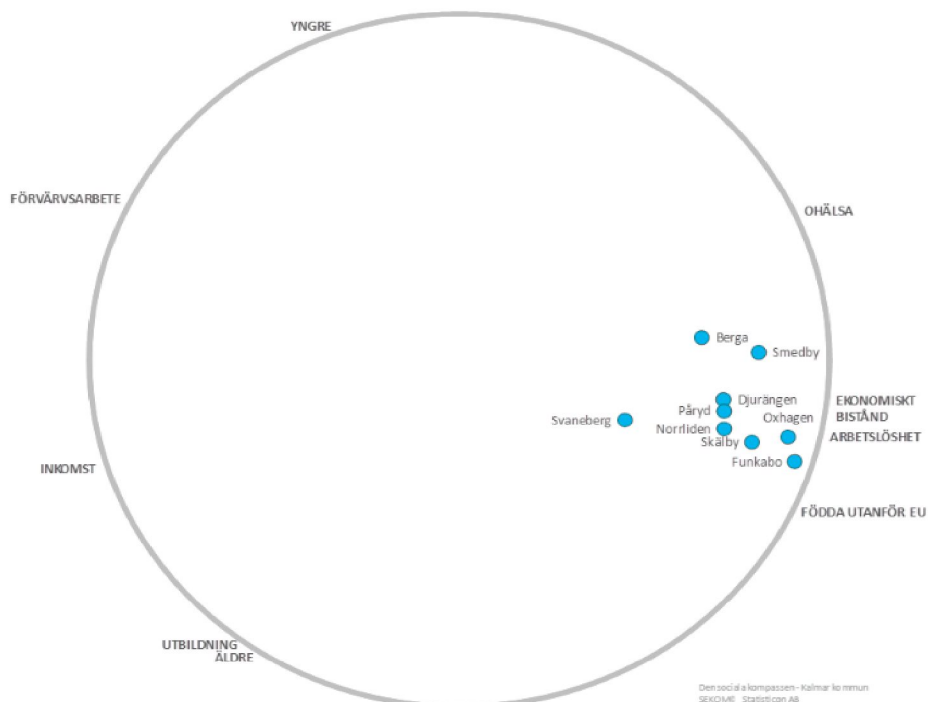 YNGRE
FÖRVÄRVSARBETE
OHÄLSA
Berga
Smedby
Djurängen
EKONOMISKT
BISTÅND
Påryd
Oxhagen
Svaneberg
Norrliden
ARBETSLÖSHET
Skälby
Funkabo
INKOMST
FÖDDA UTANFÖR EU
UTBILDNING
ÄLDRE
Den sociala kompassen - Kalmar kommun
SEKOM© Statisticon AB